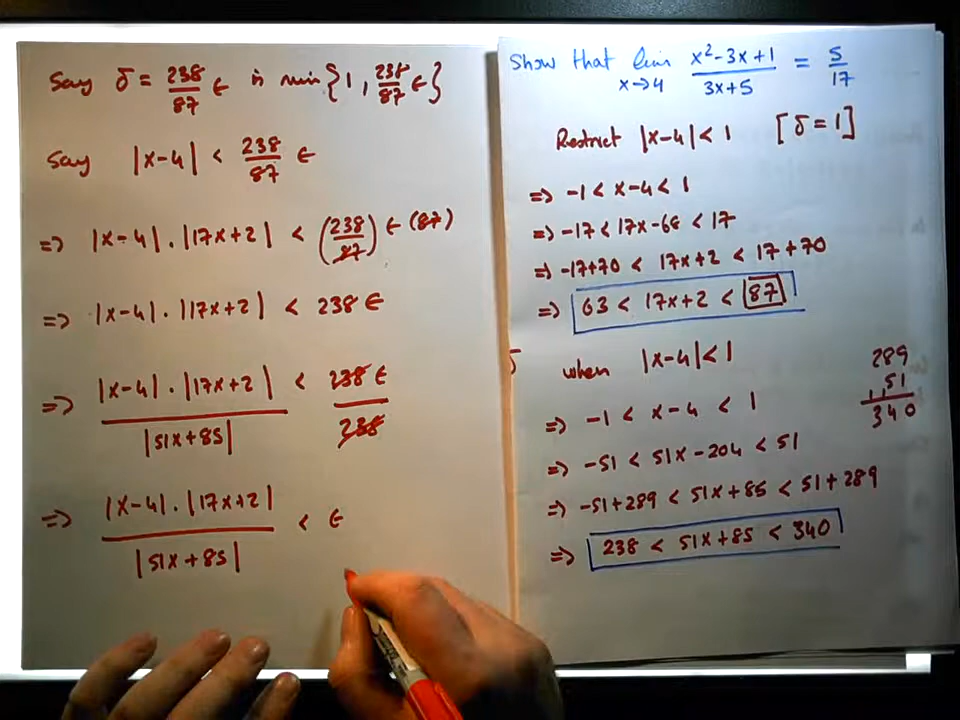 Say δ = 238/87 ϵ is min{1, 238/87 ϵ}
Say |x-4| < 238/87 ϵ
=> |x-4|.|17x+2| < (238/87) ϵ (87)
=> |x-4|.|17x+2| < 238 ϵ
=> |x-4|.|17x+2| / |51x+85| < 238 ϵ / 238
=> |x-4|.|17x+2| / |51x+85| < ϵ
Show that lim x→4 x²-3x+1 / 3x+5 = 5/17
Restrict |x-4| < 1 [δ=1]
=> -1 < x-4 < 1
=> -17 < 17x-68 < 17
=> -17+70 < 17x+2 < 17+70
=> 63 < 17x+2 < 87
when |x-4| < 1
=> -1 < x-4 < 1
=> -51 < 51x-204 < 51
=> -51+289 < 51x+85 < 51+289
=> 238 < 51x+85 < 340
289
51
11
340